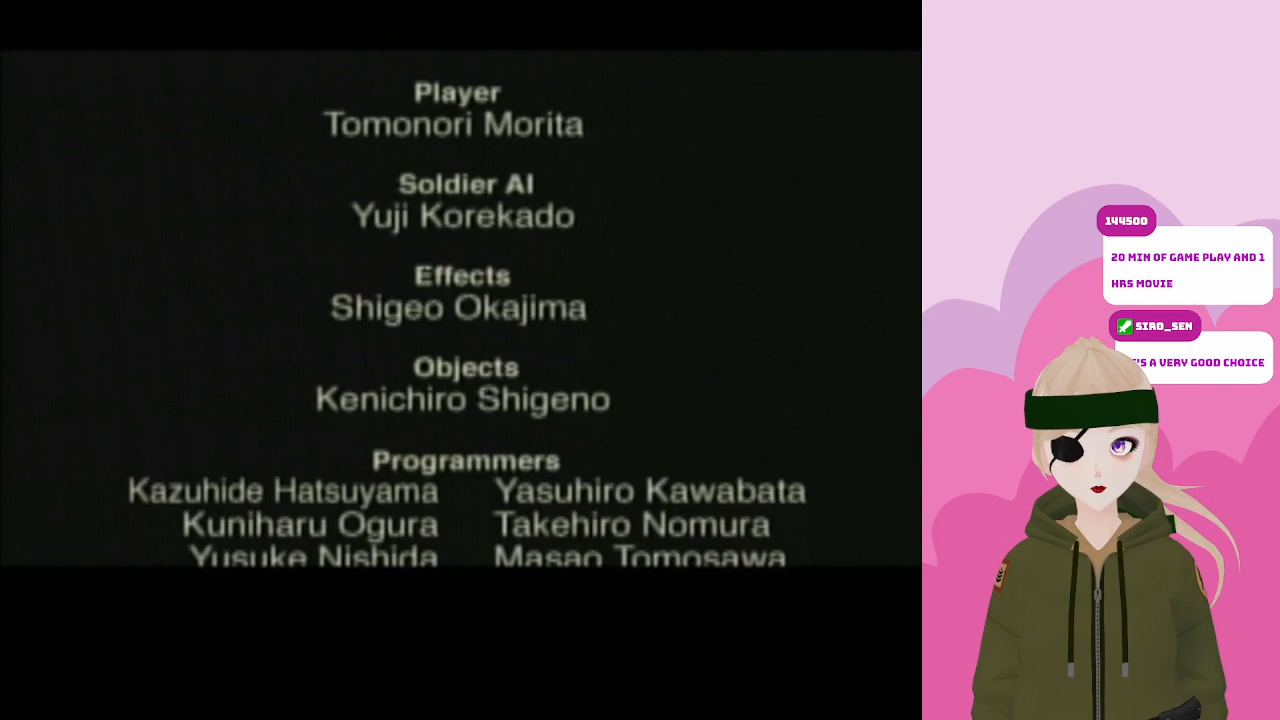 Player
Tomonori Morita
Soldier AI
Yuji Korekado
Effects
Shigeo Okajima
Objects
Kenichiro Shigeno
Programmers
Kazuhide Hatsuyama Yasuhiro Kawabata
Kuniharu Ogura Takehiro Nomura
Yusuke Nishida Masao Tomosawa
144500
20 MIN OF GAME PLAY AND 1
HRS MOVIE
SIRO_SEN
'S A VERY GOOD CHOICE